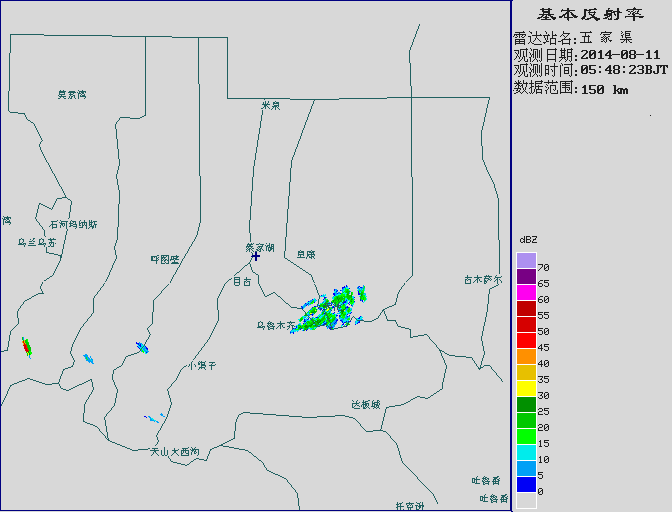 基本反射率
雷达站名:五 家 渠
观测日期:2014-08-11
观测时间:05:48:23BJT
数据范围:150 km
莫索湾
米泉
湾
石河玛纳斯
乌兰乌苏
呼图壁
蔡家湖
阜康
昌吉
吉木萨尔
乌鲁木齐
小渠子
达板城
天山大西沟
吐鲁番
吐鲁番
托克逊
dBZ
70
65
60
55
50
45
40
35
30
25
20
15
10
5
0